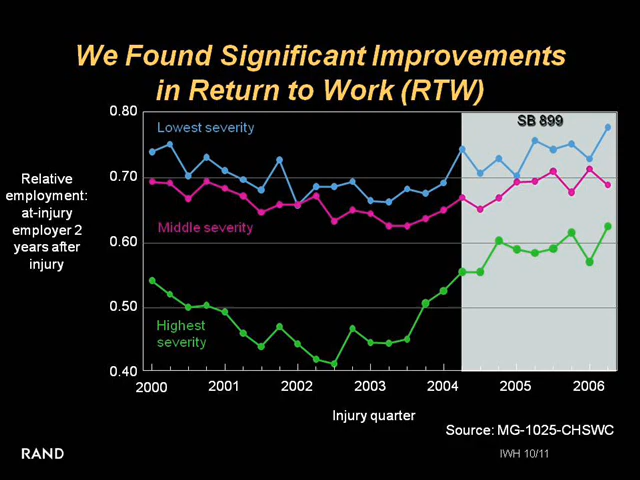 We Found Significant Improvements
in Return to Work (RTW)
0.80
SB 899
Lowest severity
Relative
employment:
at-injury
employer 2
years after
injury
0.70
Middle severity
0.60
0.50
Highest
severity
0.40
2000 2001 2002 2003 2004 2005 2006
Injury quarter
Source: MG-1025-CHSWC
RAND
IWH 10/11